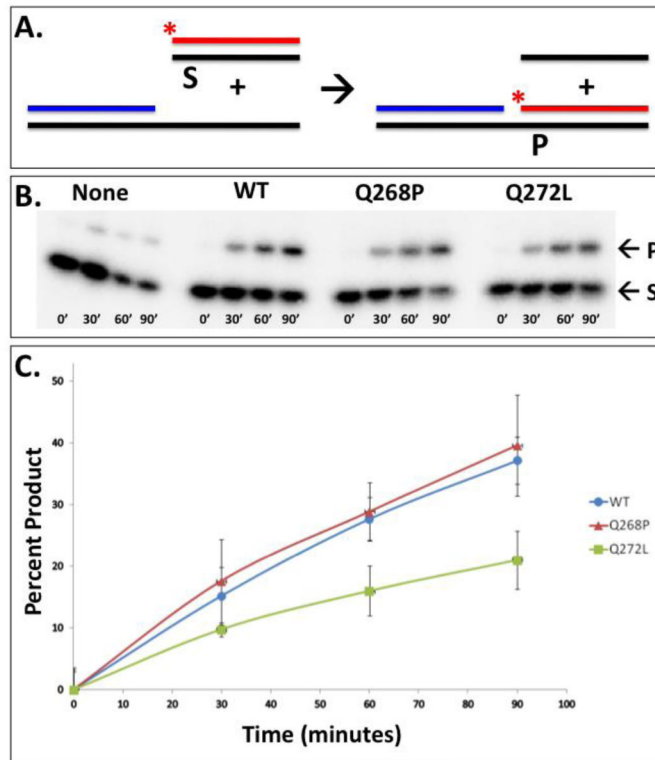 A.
*
S
+
→
+
*
P
B.
None WT Q268P Q272L
← P
← S
0’ 30’ 60’ 90’ 0’ 30’ 60’ 90’ 0’ 30’ 60’ 90’ 0’ 30’ 60’ 90’
C.
Percent Product
50
40
30
20
10
0
WT
Q268P
Q272L
0 10 20 30 40 50 60 70 80 90 100
Time (minutes)